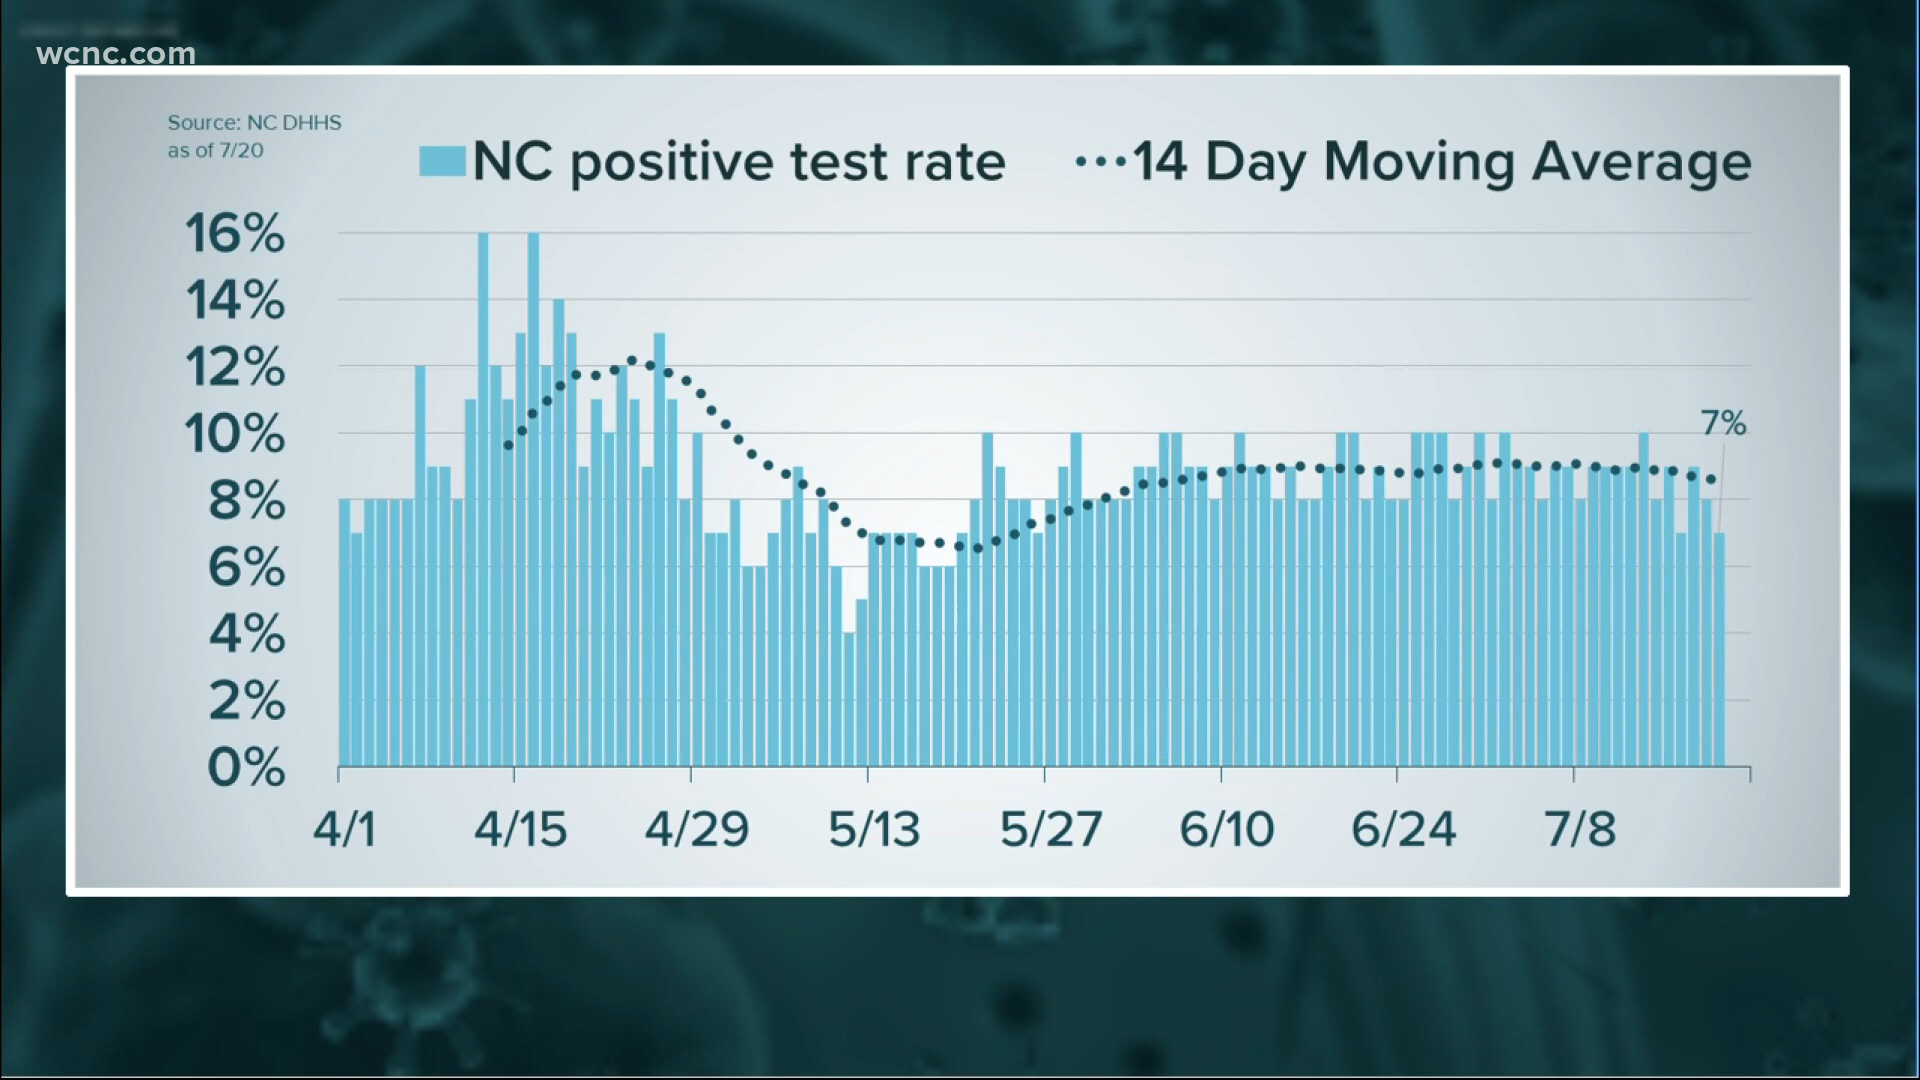 wcnc.com
Source: NC DHHS
as of 7/20
NC positive test rate
14 Day Moving Average
16%
14%
12%
10%
8%
6%
4%
2%
0%
7%
4/1 4/15 4/29 5/13 5/27 6/10 6/24 7/8